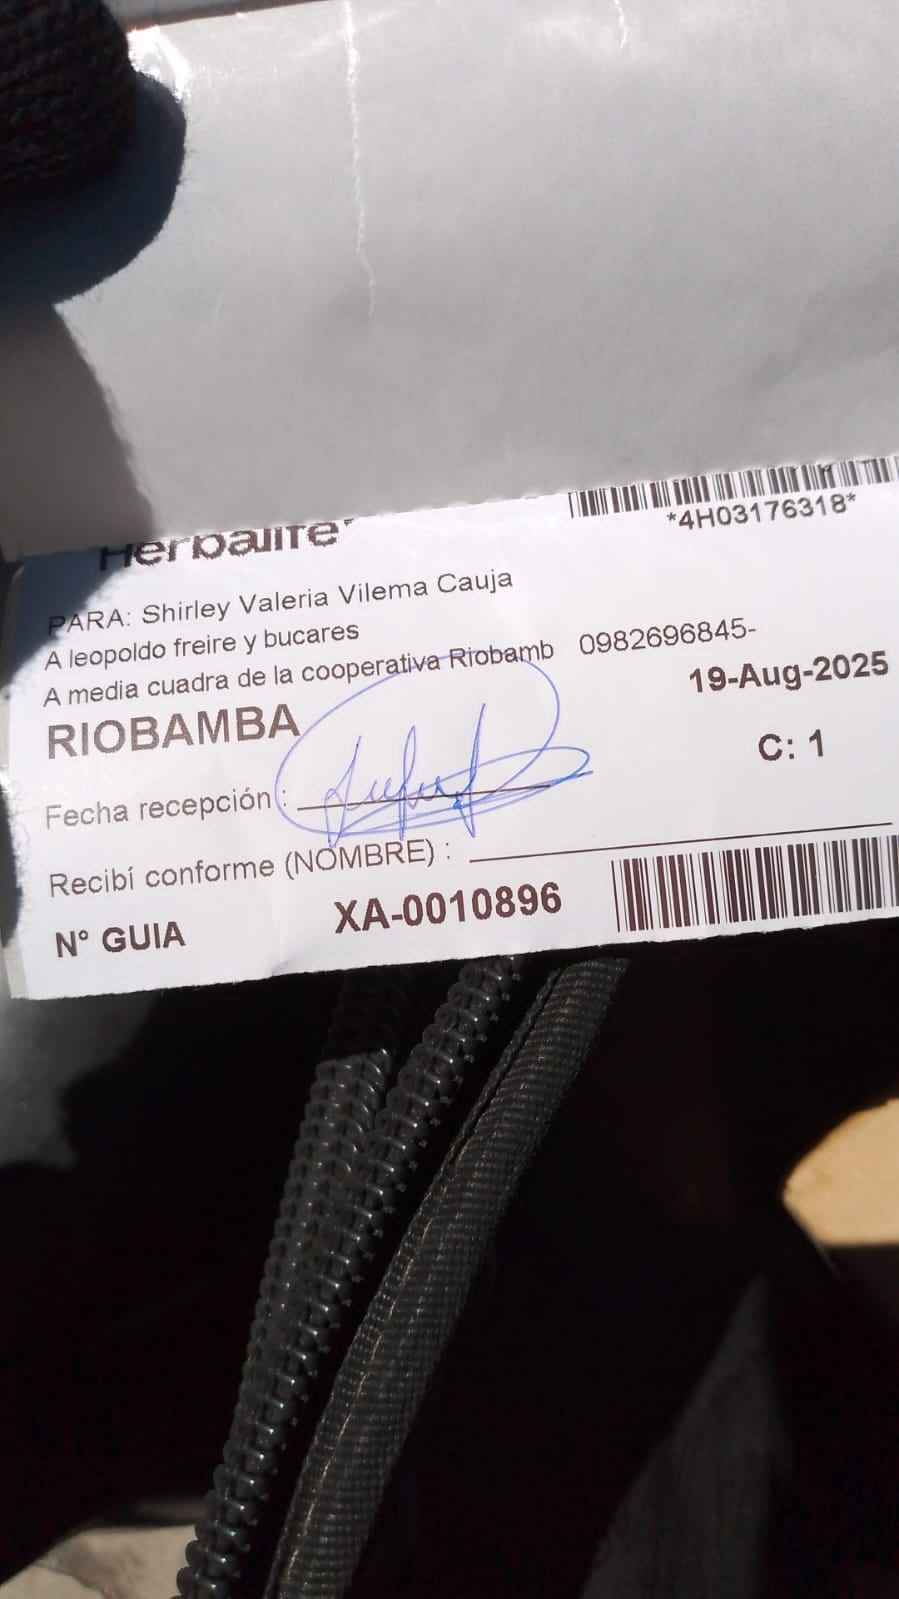 Herbalife
*4H03176318*
PARA: Shirley Valeria Vilema Cauja
A leopoldo freire y bucares
A media cuadra de la cooperativa Riobamb 0982696845-
RIOBAMBA 19-Aug-2025
C: 1
Fecha recepción :
Recibí conforme (NOMBRE) :
N° GUIA XA-0010896